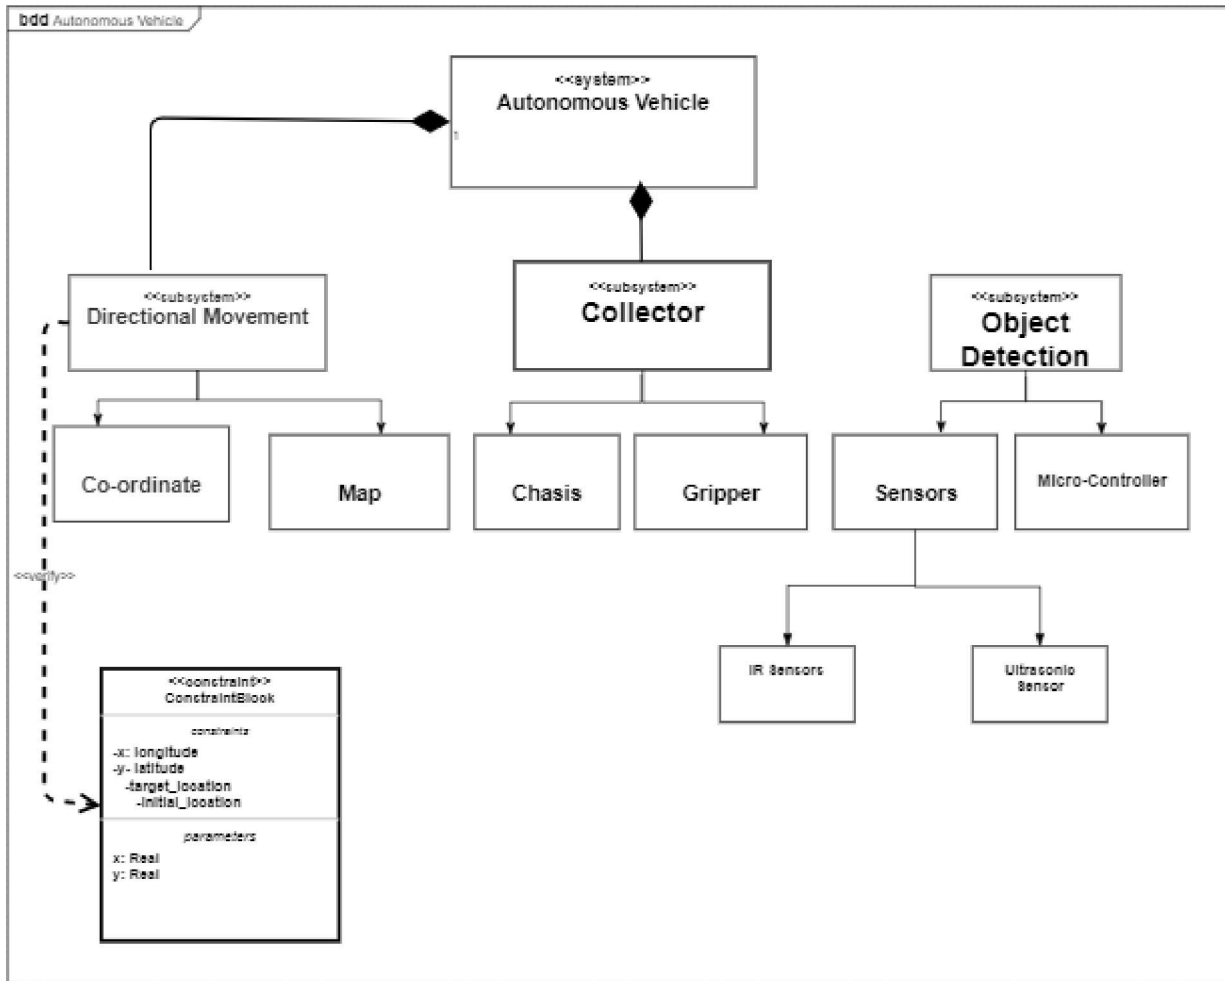 bdd Autonomous Vehicle
<<system>>
Autonomous Vehicle
1
<<subsystem>>
Directional Movement
<<subsystem>>
Collector
<<subsystem>>
Object
Detection
Co-ordinate
Map
Chasis
Gripper
Sensors
Micro-Controller
<<verify>>
IR Sensors
Ultrasonic
Sensor
<<constraint>>
ConstraintBlook
constraints
-x: longitude
-y- latitude
-target_location
-initial_location
parameters
x: Real
y: Real